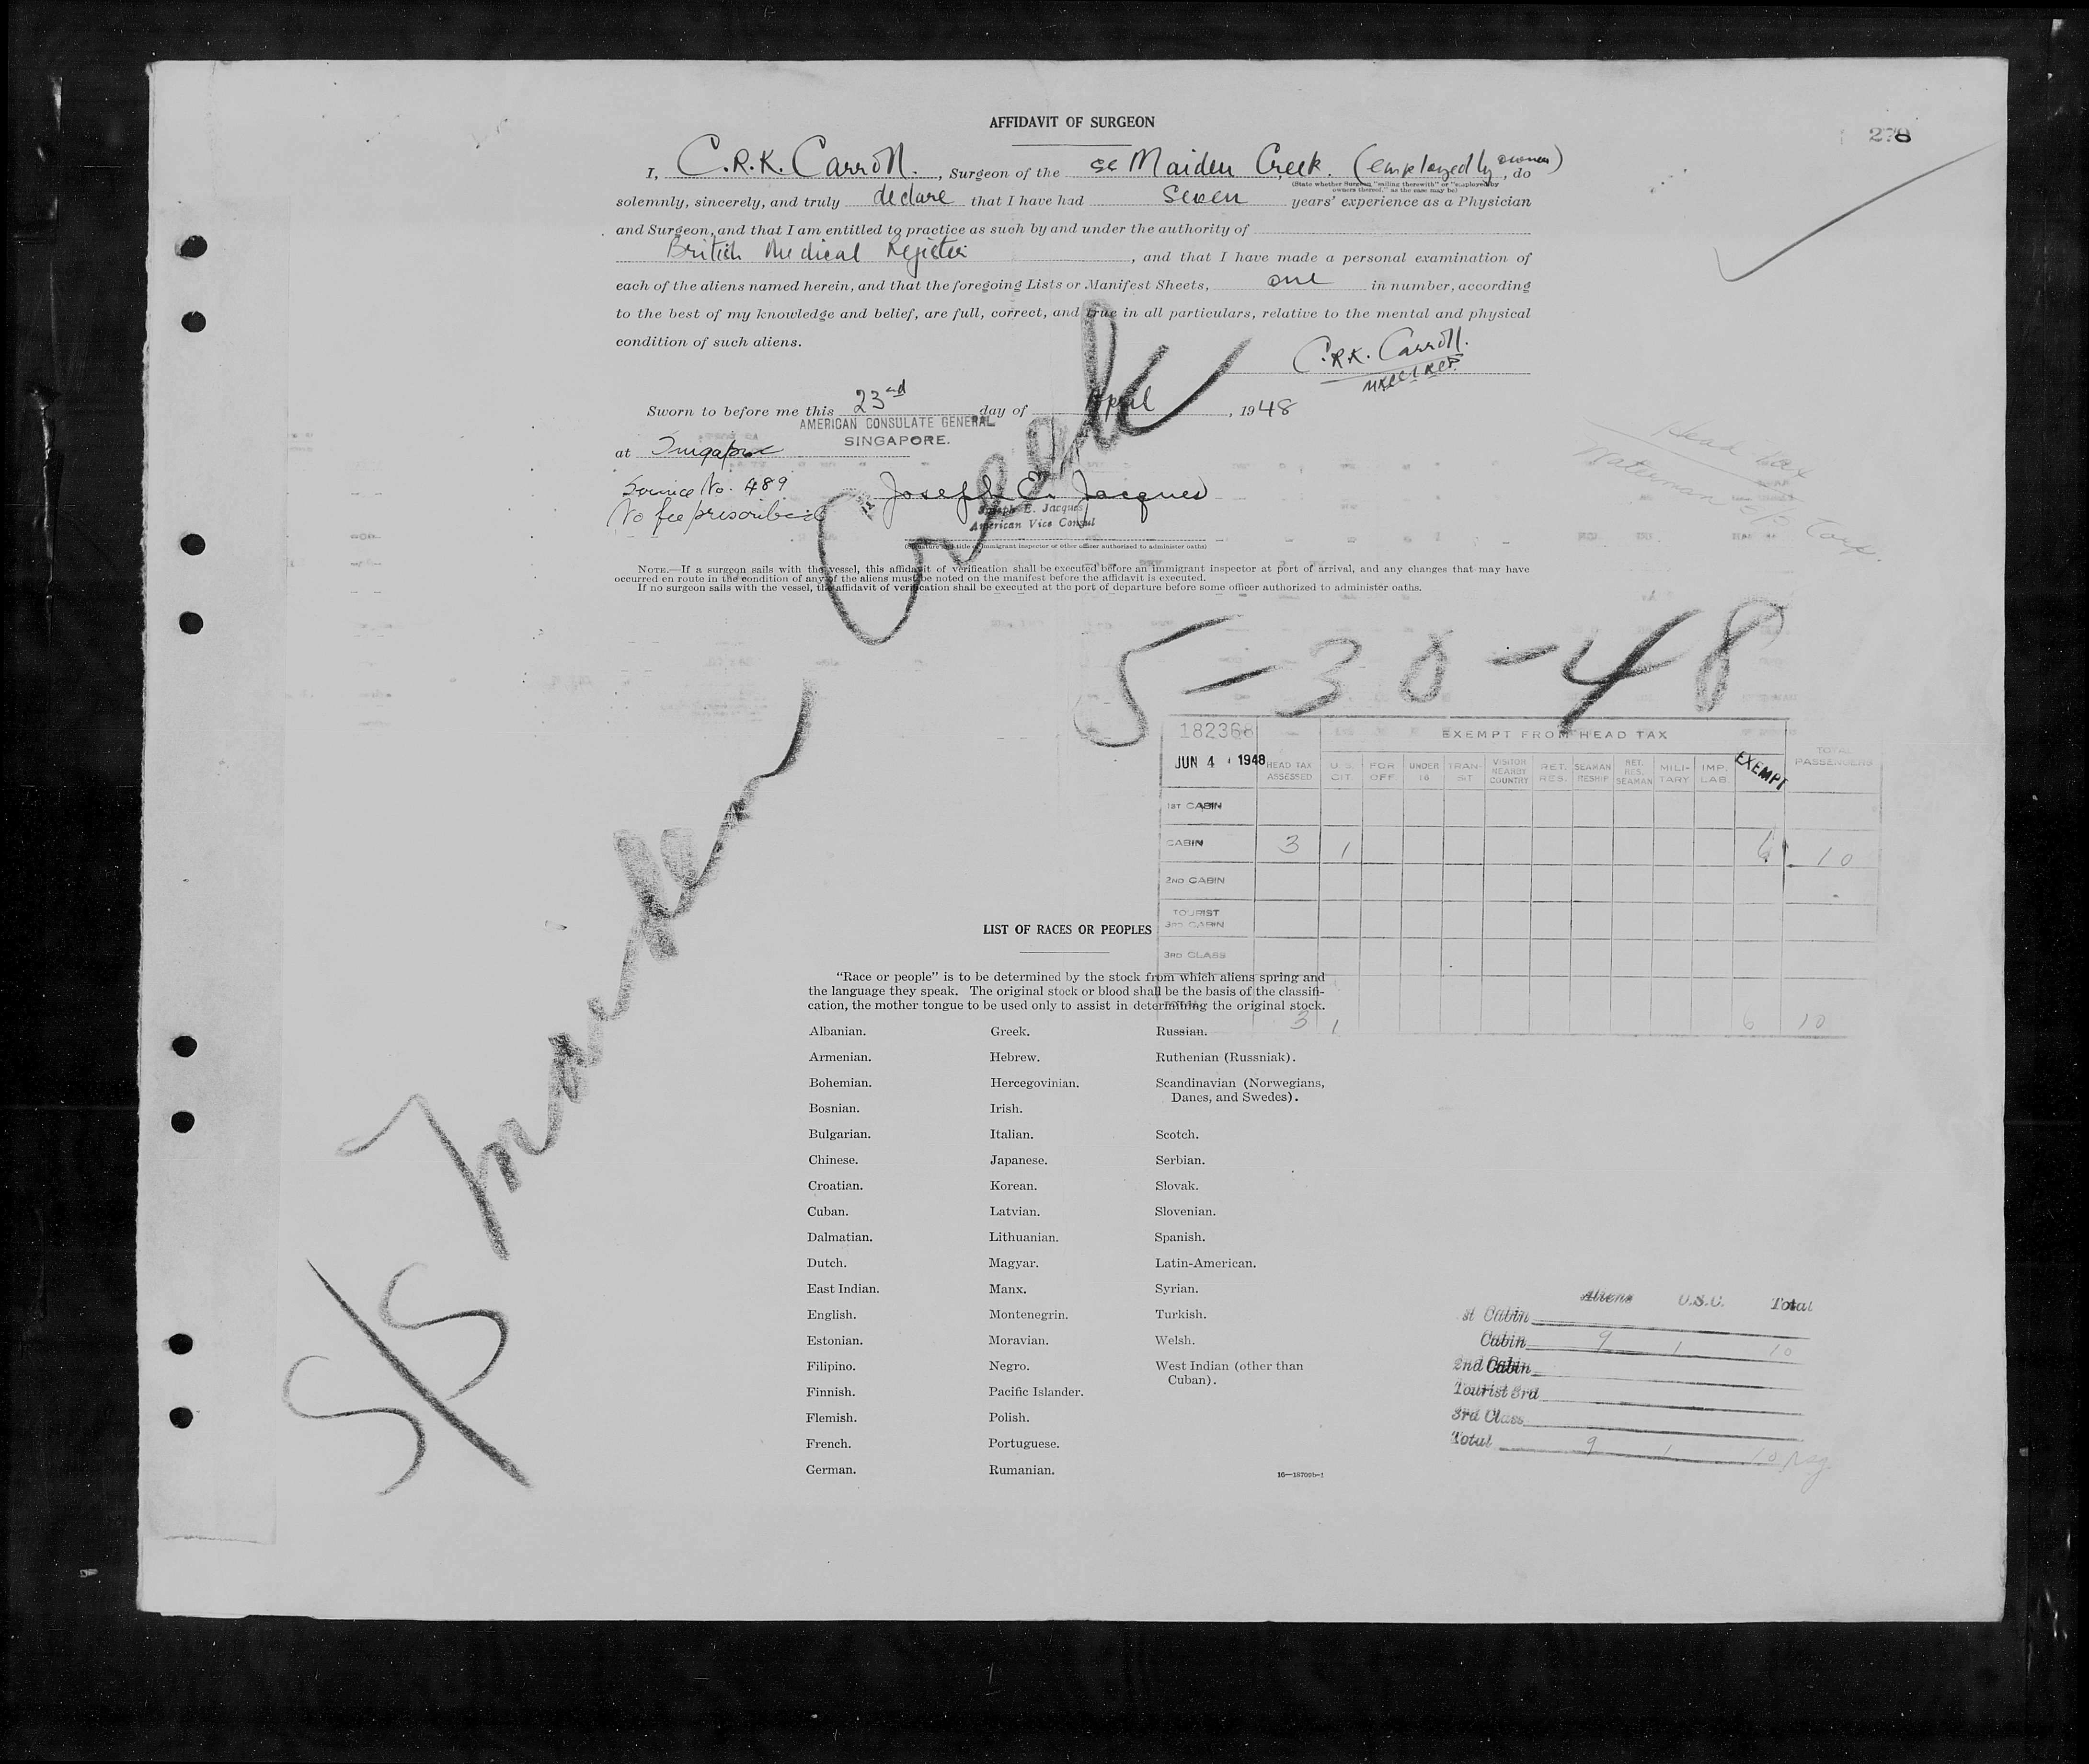 AFFIDAVIT OF SURGEON
278
I, C.R.K. Carroll., Surgeon of the ss Maiden Creek. (employed by owners), do
(State whether Surgeon "sailing therewith" or "employed by
owners thereof," as the case may be)
solemnly, sincerely, and truly declare that I have had Seven years' experience as a Physician
and Surgeon, and that I am entitled to practice as such by and under the authority of
British Medical Register, and that I have made a personal examination of
each of the aliens named herein, and that the foregoing Lists or Manifest Sheets, one in number, according
to the best of my knowledge and belief, are full, correct, and true in all particulars, relative to the mental and physical
condition of such aliens.
C.R.K. Carroll.
Sworn to before me this 23rd day of April, 1948
AMERICAN CONSULATE GENERAL
SINGAPORE.
at Singapore
Service No. 489
No fee prescribed
Joseph E. Jacques
Joseph E. Jacques
American Vice Consul
(Signature and title of immigrant inspector or other officer authorized to administer oaths)
Head Tax
Waterman S/S Corp.
NOTE.—If a surgeon sails with the vessel, this affidavit of verification shall be executed before an immigrant inspector at port of arrival, and any changes that may have
occurred en route in the condition of any of the aliens must be noted on the manifest before the affidavit is executed.
If no surgeon sails with the vessel, the affidavit of verification shall be executed at the port of departure before some officer authorized to administer oaths.
S/S Maiden Creek
5-30-48
182368
JUN 4 1948
EXEMPT FROM HEAD TAX
HEAD TAX ASSESSED U.S. CIT. FOR OFF. UNDER 16 TRANSIT VISITOR NEARBY COUNTRY RET. RES. SEAMAN RESHIP RET. RES. SEAMAN MILITARY IMP. LAB. EXEMPT TOTAL PASSENGERS
1ST CABIN
CABIN 3 1 6 10
2ND CABIN
TOURIST
3RD CABIN
3RD CLASS
3 1 6 10
LIST OF RACES OR PEOPLES
"Race or people" is to be determined by the stock from which aliens spring and
the language they speak. The original stock or blood shall be the basis of the classifi-
cation, the mother tongue to be used only to assist in determining the original stock.
Albanian. Greek. Russian.
Armenian. Hebrew. Ruthenian (Russniak).
Bohemian. Hercegovinian. Scandinavian (Norwegians,
Danes, and Swedes).
Bosnian. Irish.
Bulgarian. Italian. Scotch.
Chinese. Japanese. Serbian.
Croatian. Korean. Slovak.
Cuban. Latvian. Slovenian.
Dalmatian. Lithuanian. Spanish.
Dutch. Magyar. Latin-American.
East Indian. Manx. Syrian.
English. Montenegrin. Turkish.
Estonian. Moravian. Welsh.
Filipino. Negro. West Indian (other than
Cuban).
Finnish. Pacific Islander.
Flemish. Polish.
French. Portuguese.
German. Rumanian.
16—18700b-1
Aliens U.S.C. Total
st Cabin
Cabin 9 1 10
2nd Cabin
Tourist 3rd
3rd Class
Total 9 1 10